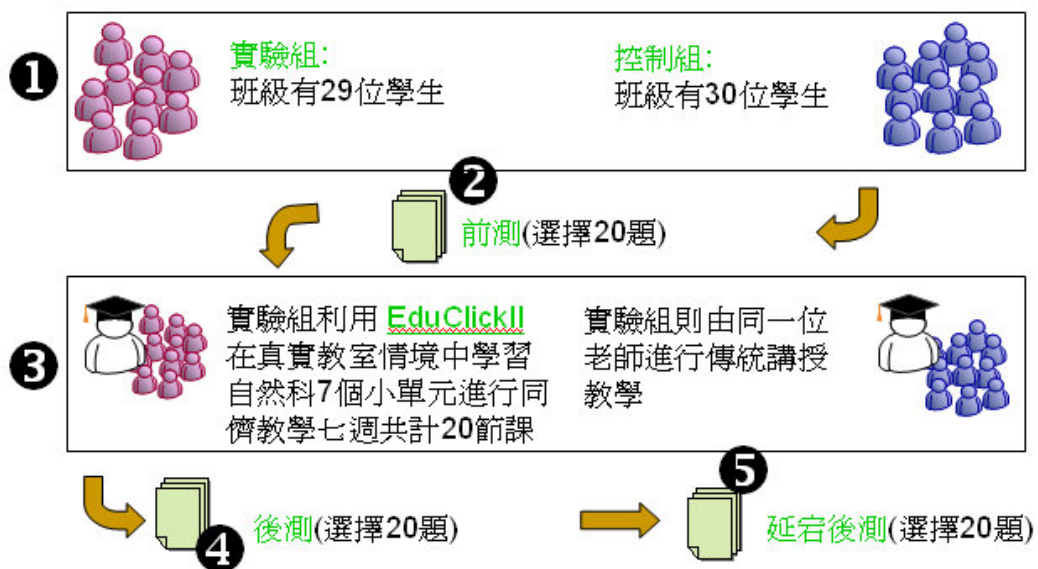 ❶
實驗組:
班級有29位學生
控制組:
班級有30位學生
❷
前測(選擇20題)
❸
實驗組利用 EduClickII
在真實教室情境中學習
自然科7個小單元進行同
儕教學七週共計20節課
實驗組則由同一位
老師進行傳統講授
教學
❹
後測(選擇20題)
❺
延宕後測(選擇20題)